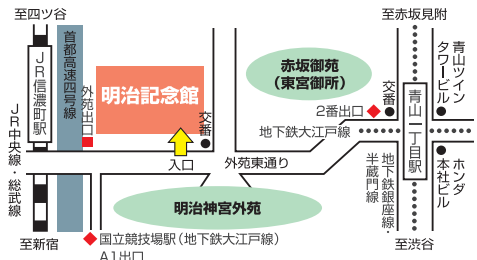 至四ツ谷
至赤坂見附
首都高速四号線
JR信濃町駅
外苑出口
明治記念館
赤坂御苑
(東宮御所)
青山ツイン
タワービル
交番
2番出口
交番
青山一丁目駅
地下鉄大江戸線
JR中央線・総武線
入口
外苑東通り
地下鉄銀座線・
半蔵門線
ホンダ
本社ビル
明治神宮外苑
至新宿
国立競技場駅(地下鉄大江戸線)
A1出口
至渋谷